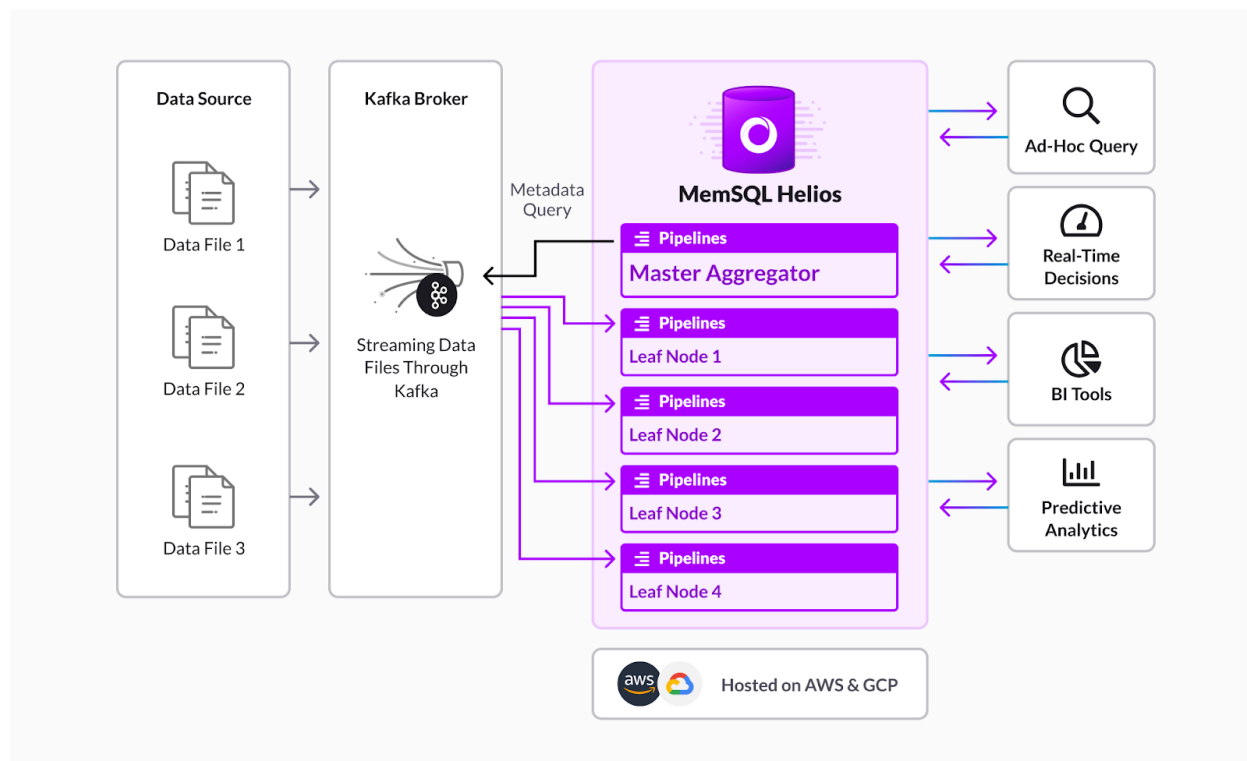 Data Source
Data File 1
Data File 2
Data File 3
Kafka Broker
Streaming Data
Files Through
Kafka
Metadata
Query
MemSQL Helios
Pipelines
Master Aggregator
Pipelines
Leaf Node 1
Pipelines
Leaf Node 2
Pipelines
Leaf Node 3
Pipelines
Leaf Node 4
aws
Hosted on AWS & GCP
Ad-Hoc Query
Real-Time
Decisions
BI Tools
Predictive
Analytics